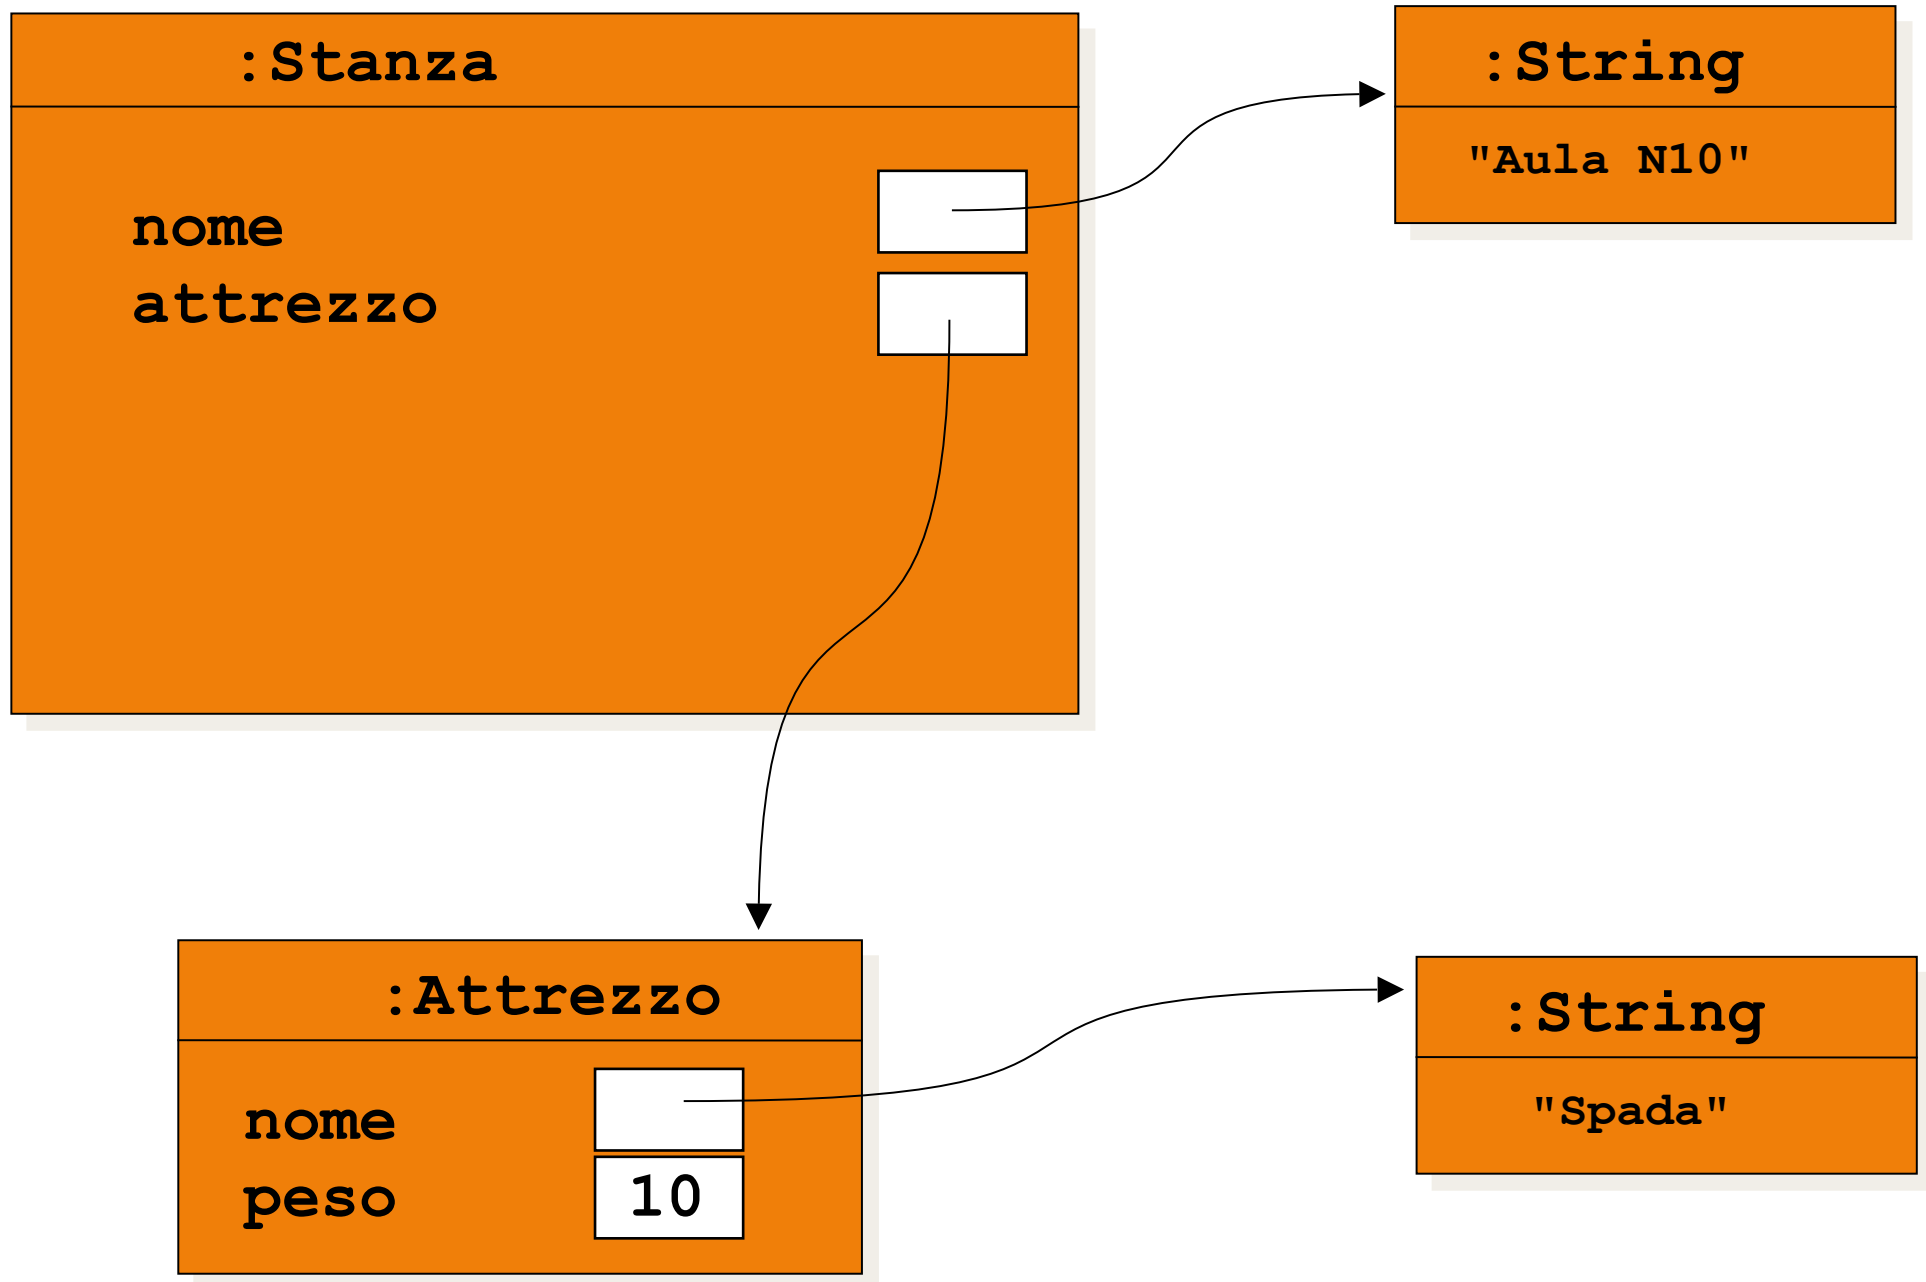 :Stanza
nome
attrezzo
:String
"Aula N10"
:Attrezzo
nome
peso 10
:String
"Spada"